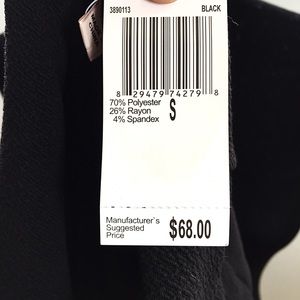 3890113 BLACK
8 29479 74279 8
70% Polyester
26% Rayon
4% Spandex
S
Manufacturer's
Suggested
Price
$68.00